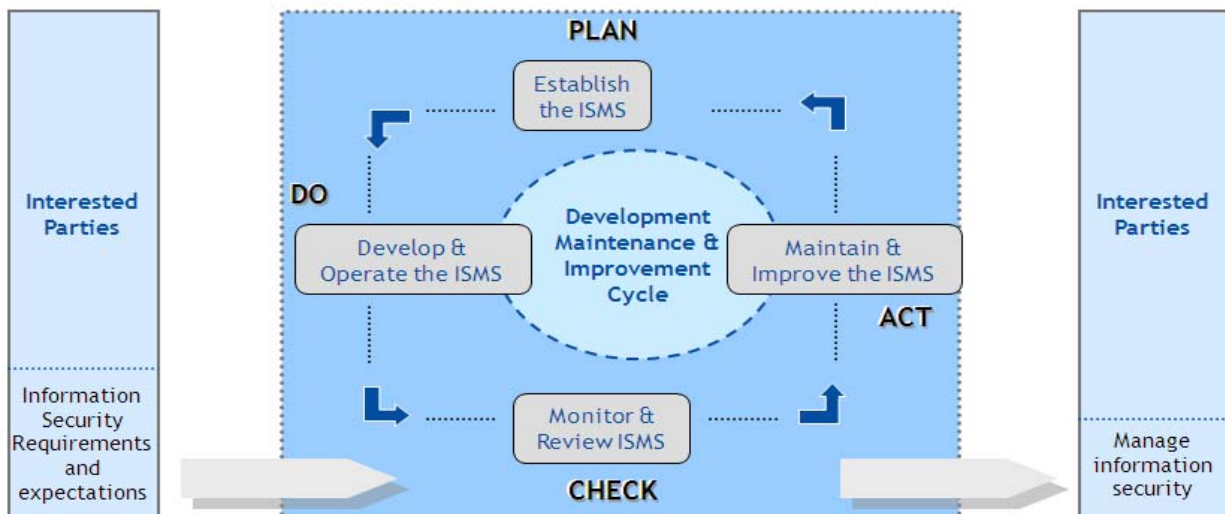 Interested
Parties
Information
Security
Requirements
and
expectations
PLAN
Establish
the ISMS
DO
Develop &
Operate the ISMS
Development
Maintenance &
Improvement
Cycle
Maintain &
Improve the ISMS
ACT
Monitor &
Review ISMS
CHECK
Interested
Parties
Manage
information
security